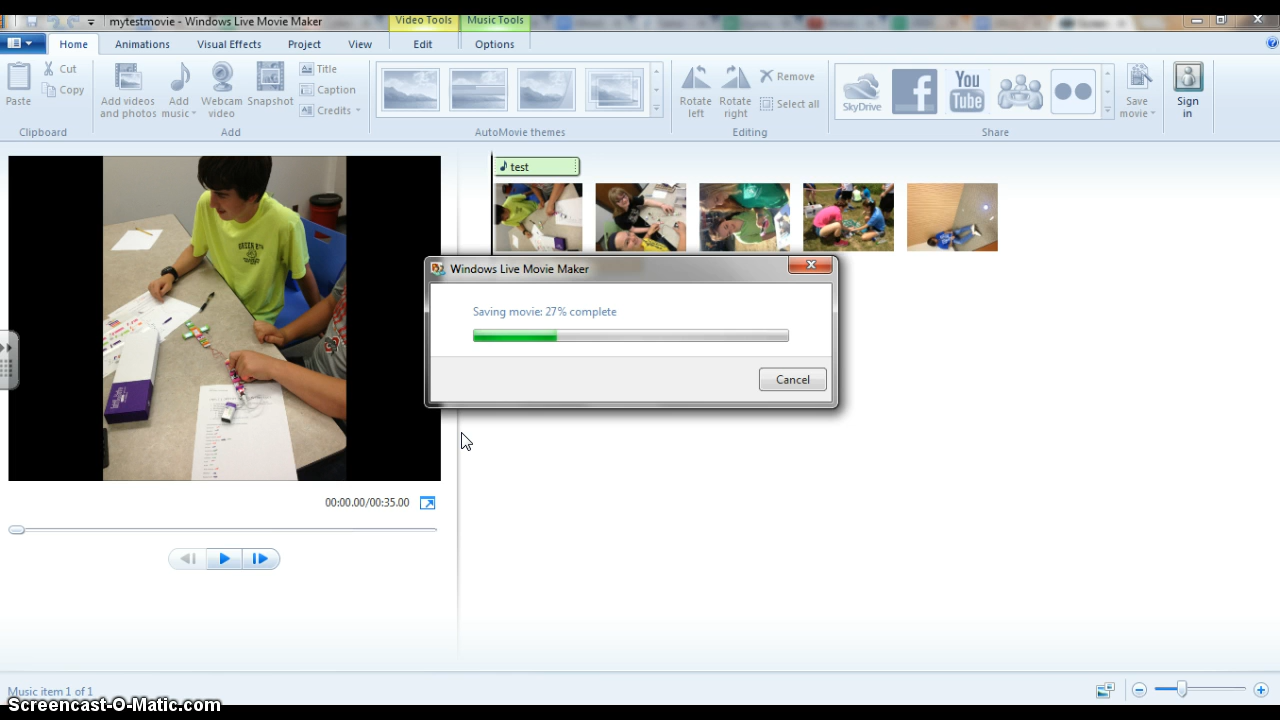 mytestmovie - Windows Live Movie Maker
Video Tools
Music Tools
Home
Animations
Visual Effects
Project
View
Edit
Options
Paste
Cut
Copy
Clipboard
Add videos
and photos
Add
music
Webcam
video
Snapshot
Title
Caption
Credits
Add
AutoMovie themes
Rotate
left
Rotate
right
Remove
Select all
Editing
SkyDrive
f
You
Tube
Share
Save
movie
Sign
in
test
Windows Live Movie Maker
Saving movie: 27% complete
Cancel
00:00.00/00:35.00
Music item 1 of 1
Screencast-O-Matic.com